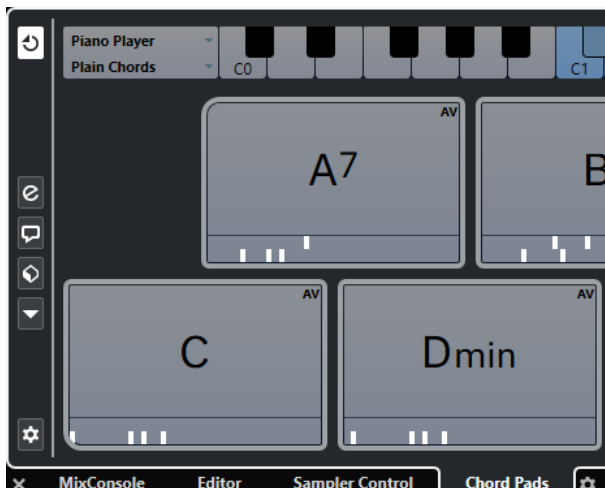 Piano Player
Plain Chords
C0
C1
AV
A7
B
AV
C
AV
Dmin
MixConsole
Editor
Sampler Control
Chord Pads